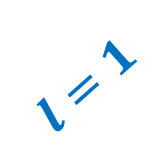 l = 1